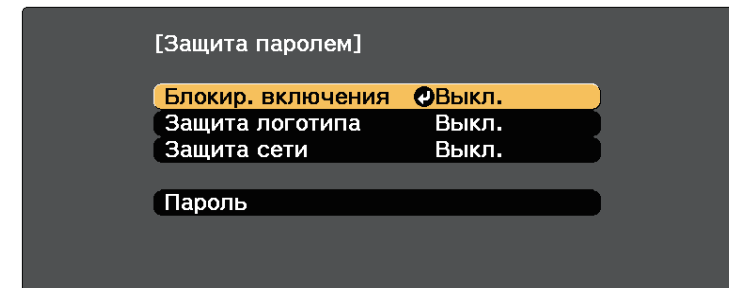 [Защита паролем]
Блокир. включения Выкл.
Защита логотипа Выкл.
Защита сети Выкл.
Пароль